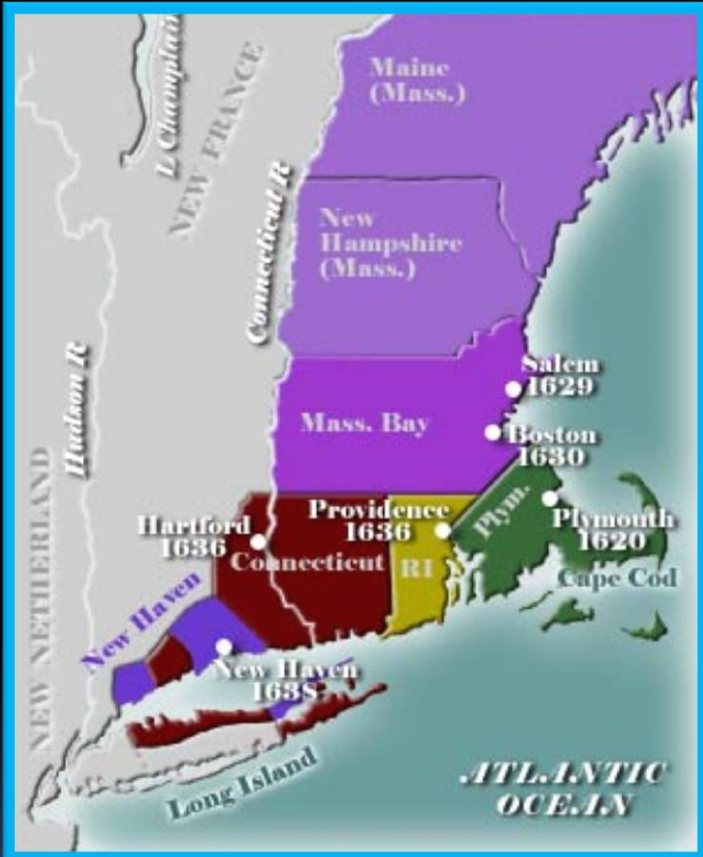 L Champlain
NEW FRANCE
Maine
(Mass.)
Connecticut R
New
Hampshire
(Mass.)
Hudson R
Salem
1629
Mass. Bay
Boston
1630
NEW NETHERLAND
Hartford
1636
Providence
1636
Plym.
Plymouth
1620
Connecticut
RI
Cape Cod
New Haven
New Haven
1638
Long Island
ATLANTIC
OCEAN